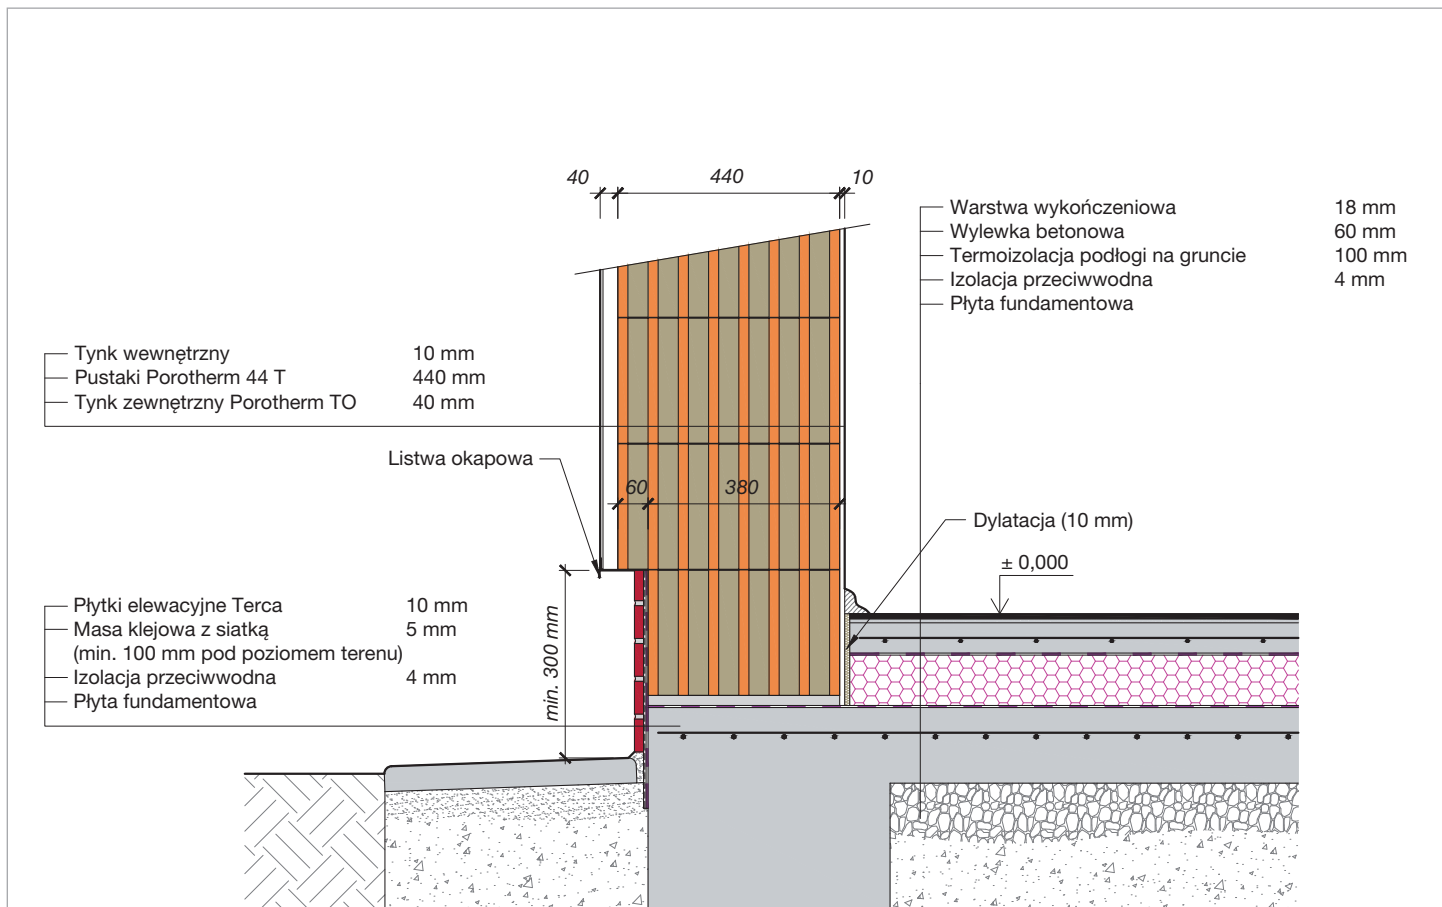 40 440 10
Warstwa wykończeniowa 18 mm
Wylewka betonowa 60 mm
Termoizolacja podłogi na gruncie 100 mm
Izolacja przeciwwodna 4 mm
Płyta fundamentowa
Tynk wewnętrzny 10 mm
Pustaki Porotherm 44 T 440 mm
Tynk zewnętrzny Porotherm TO 40 mm
Listwa okapowa
60 380
Dylatacja (10 mm)
± 0,000
Płytki elewacyjne Terca 10 mm
Masa klejowa z siatką 5 mm
(min. 100 mm pod poziomem terenu)
Izolacja przeciwwodna 4 mm
Płyta fundamentowa
min. 300 mm